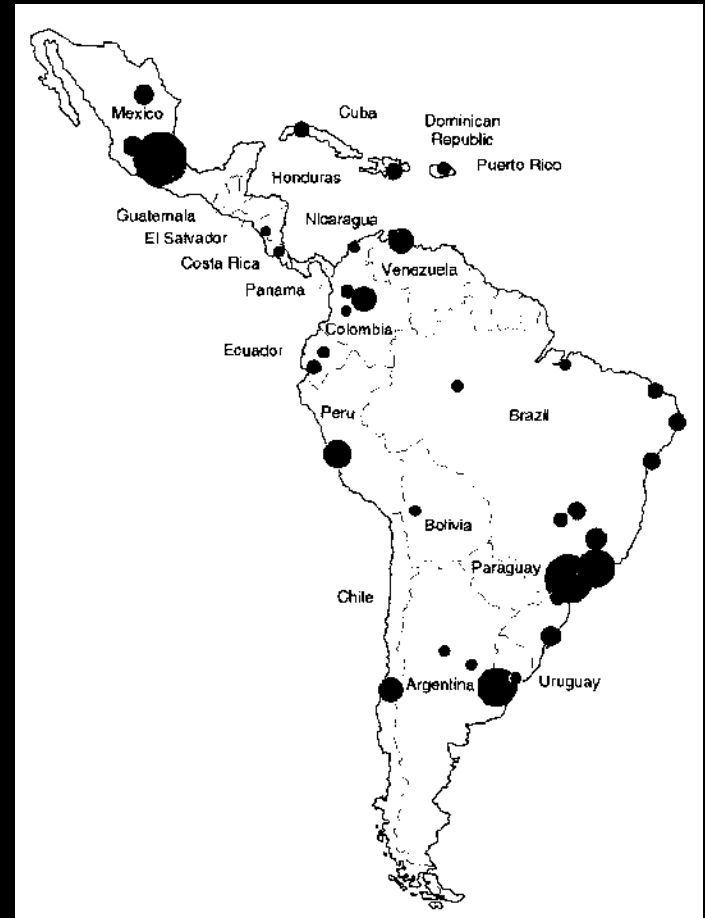 Mexico
Cuba
Dominican
Republic
Puerto Rico
Honduras
Guatemala
Nicaragua
El Salvador
Costa Rica
Venezuela
Panama
Colombia
Ecuador
Peru
Brazil
Bolivia
Paraguay
Chile
Argentina
Uruguay